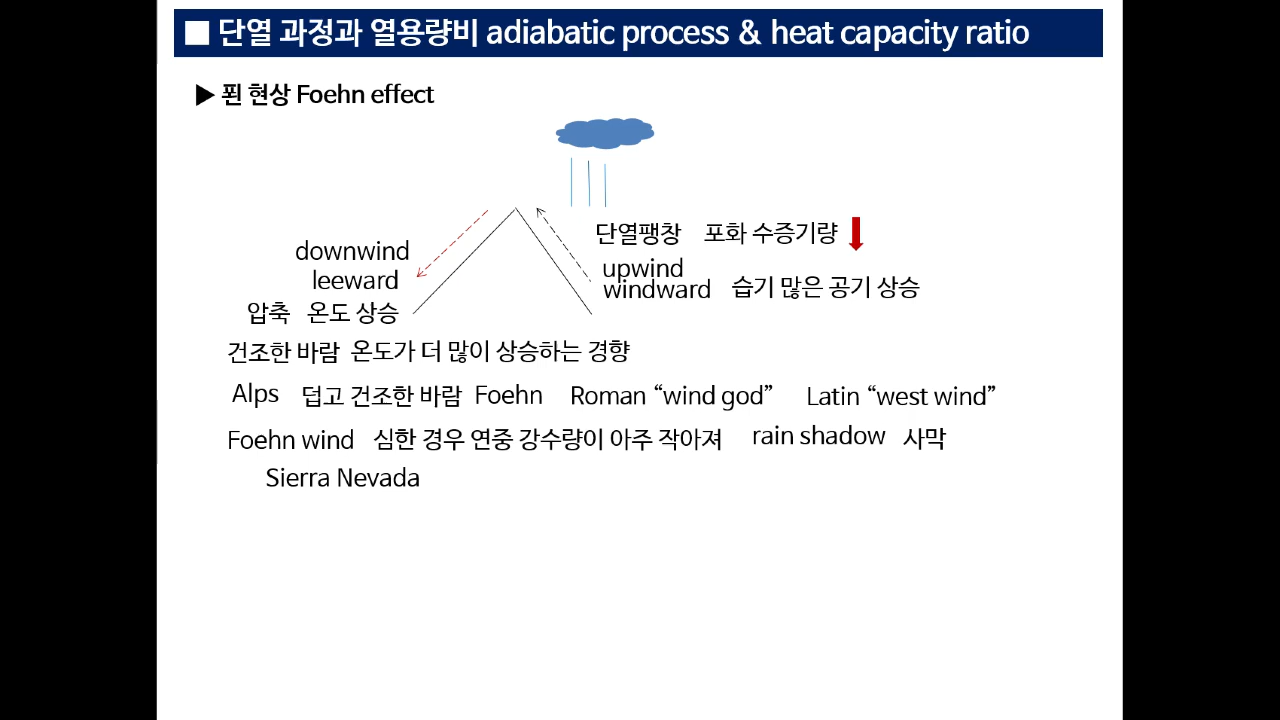 ■ 단열 과정과 열용량비 adiabatic process & heat capacity ratio
▶ 푄 현상 Foehn effect
단열팽창 포화 수증기량
downwind
leeward
upwind
windward 습기 많은 공기 상승
압축 온도 상승
건조한 바람 온도가 더 많이 상승하는 경향
Alps 덥고 건조한 바람 Foehn Roman “wind god” Latin “west wind”
Foehn wind 심한 경우 연중 강수량이 아주 작아져 rain shadow 사막
Sierra Nevada